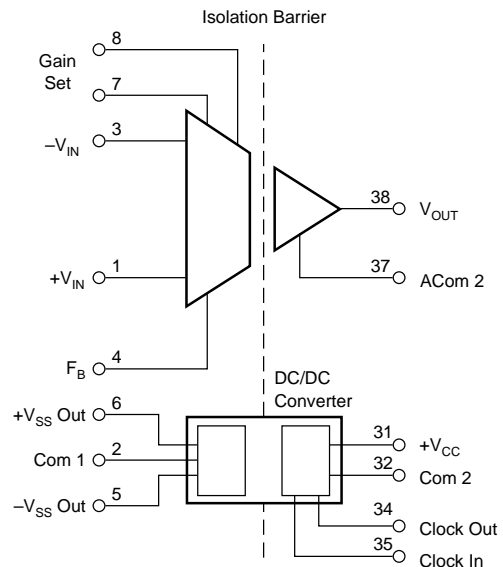 Isolation Barrier
8
Gain
Set
7
3
–V_IN
38
V_OUT
37
ACom 2
1
+V_IN
4
F_B
DC/DC
Converter
6
+V_SS Out
31
+V_CC
2
Com 1
32
Com 2
5
–V_SS Out
34
Clock Out
35
Clock In